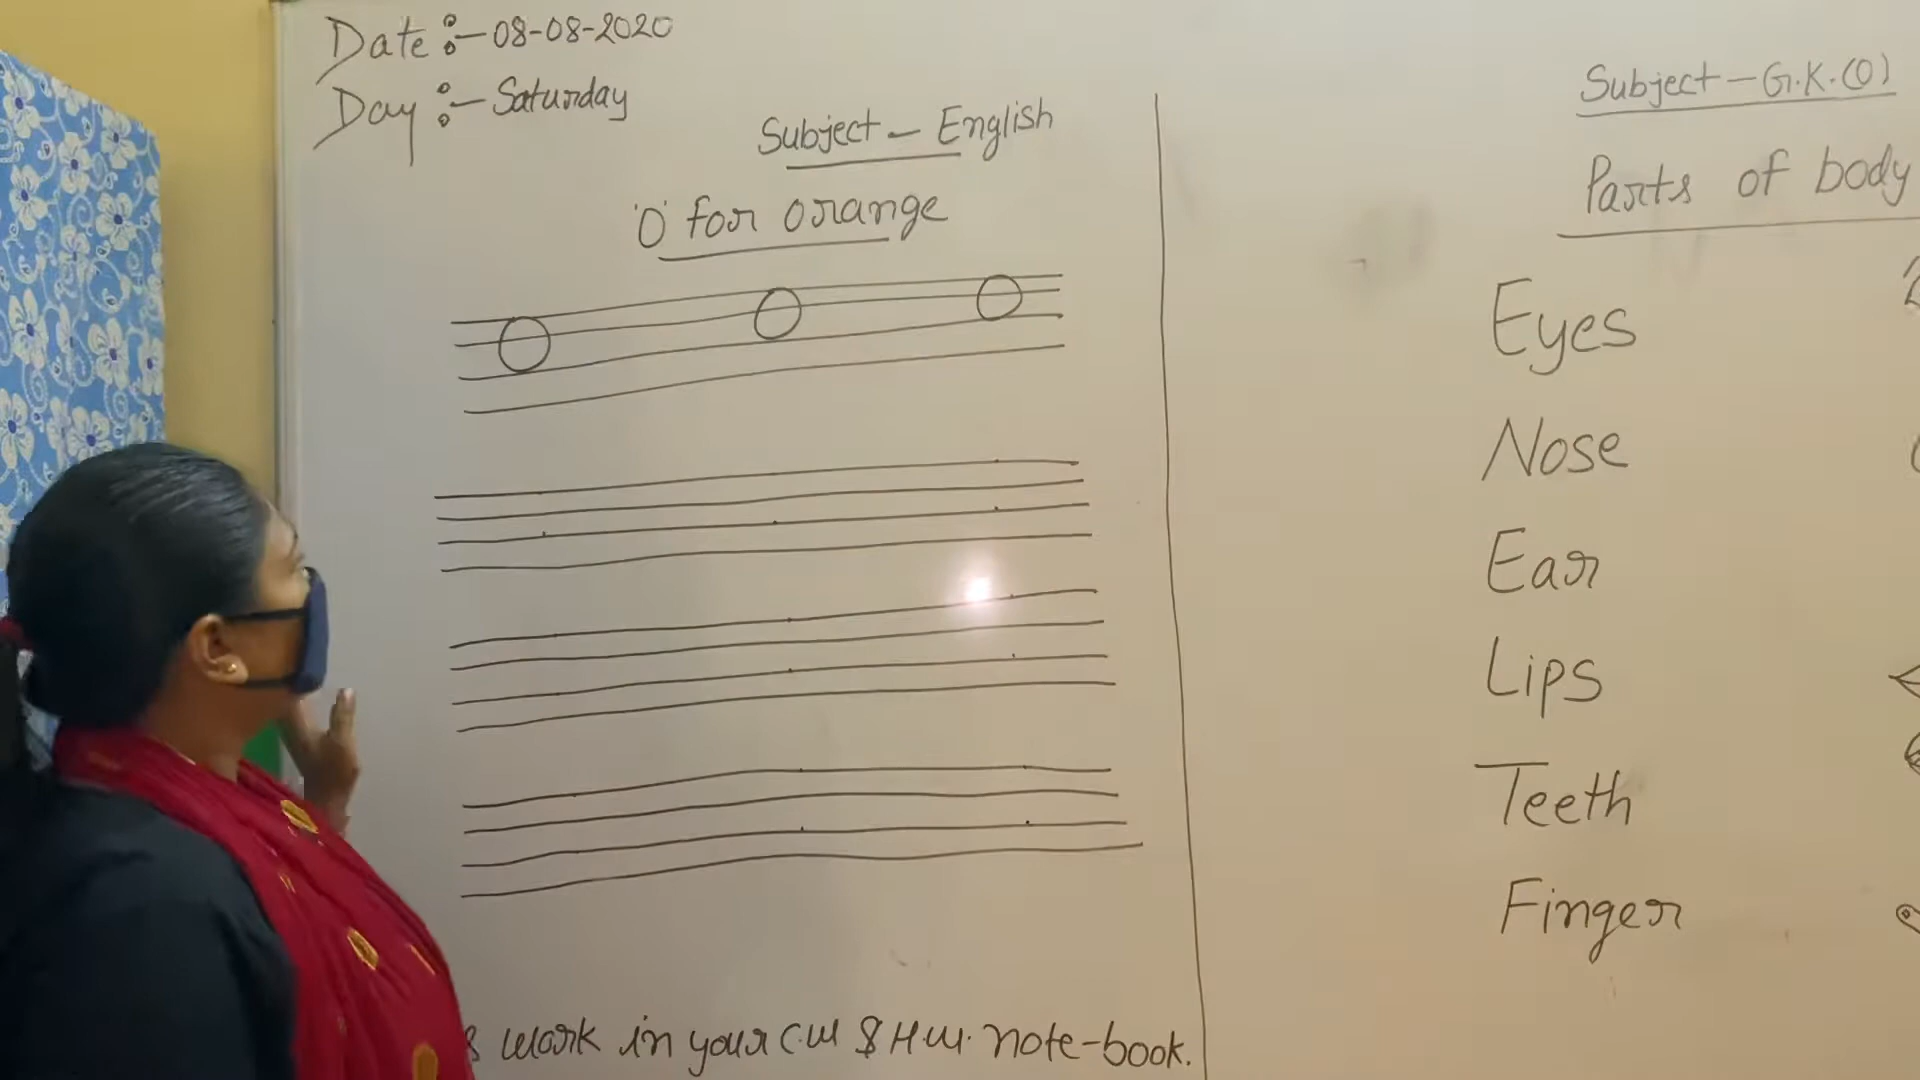 Date :- 08-08-2020
Day :- Saturday
Subject - English
'O' for orange
work in your C.W $ H.W. note-book.
Subject - G.K.(O)
Parts of body
Eyes
Nose
Ear
Lips
Teeth
Finger